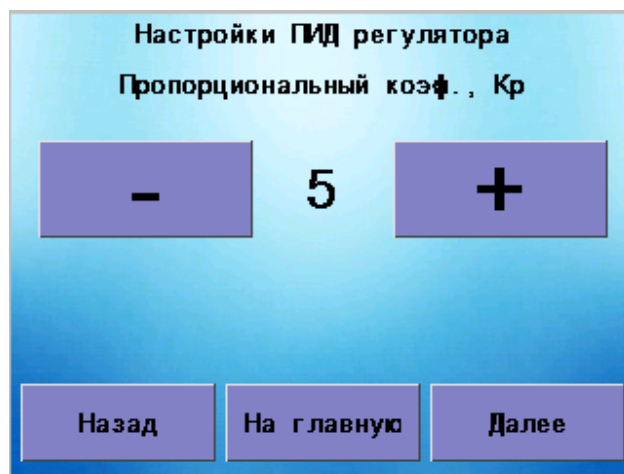 Настройки ПИД регулятора
Пропорциональный коэф., Кр
- 5 +
Назад На главную Далее